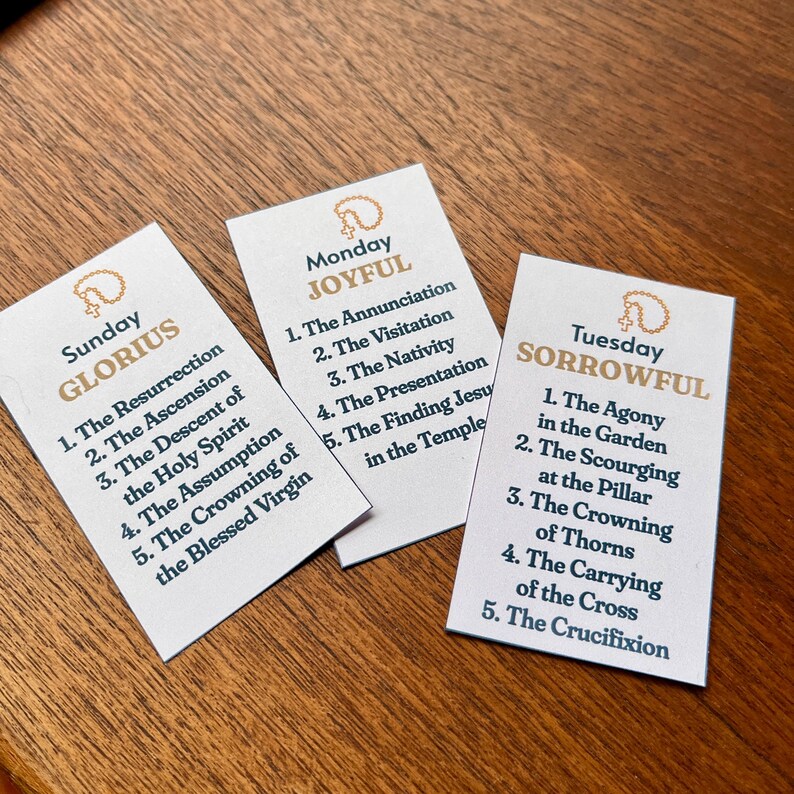 Sunday
GLORIUS
1. The Resurrection
2. The Ascension
3. The Descent of
the Holy Spirit
4. The Assumption
5. The Crowning of
the Blessed Virgin
Monday
JOYFUL
1. The Annunciation
2. The Visitation
3. The Nativity
4. The Presentation
5. The Finding Jesus
in the Temple
Tuesday
SORROWFUL
1. The Agony
in the Garden
2. The Scourging
at the Pillar
3. The Crowning
of Thorns
4. The Carrying
of the Cross
5. The Crucifixion